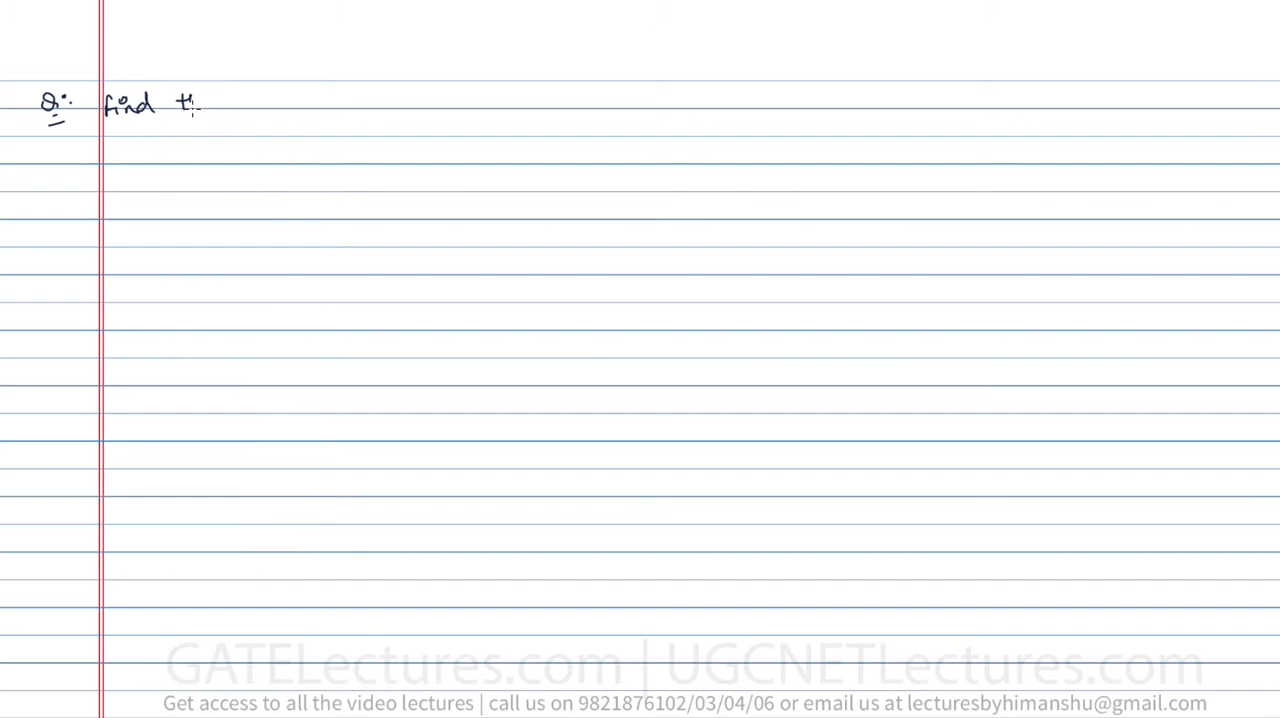 Q: find t
GATELectures.com | UGCNETLectures.com
Get access to all the video lectures | call us on 9821876102/03/04/06 or email us at lecturesbyhimanshu@gmail.com